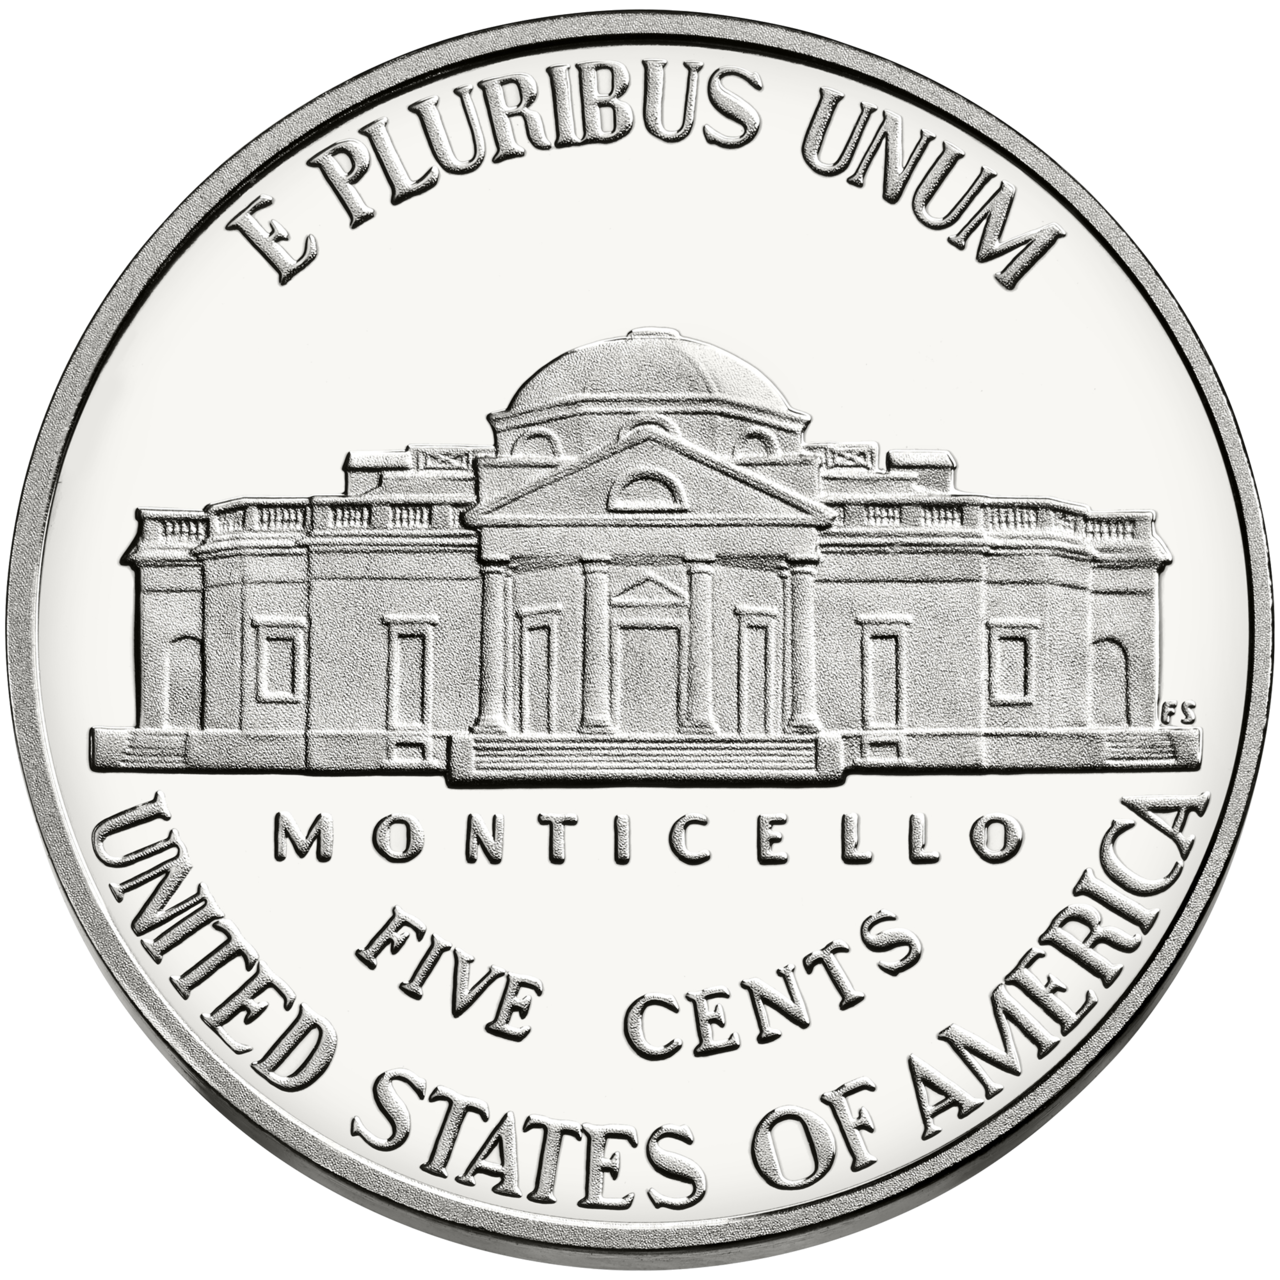 E PLURIBUS UNUM
FS
MONTICELLO
FIVE CENTS
UNITED STATES OF AMERICA